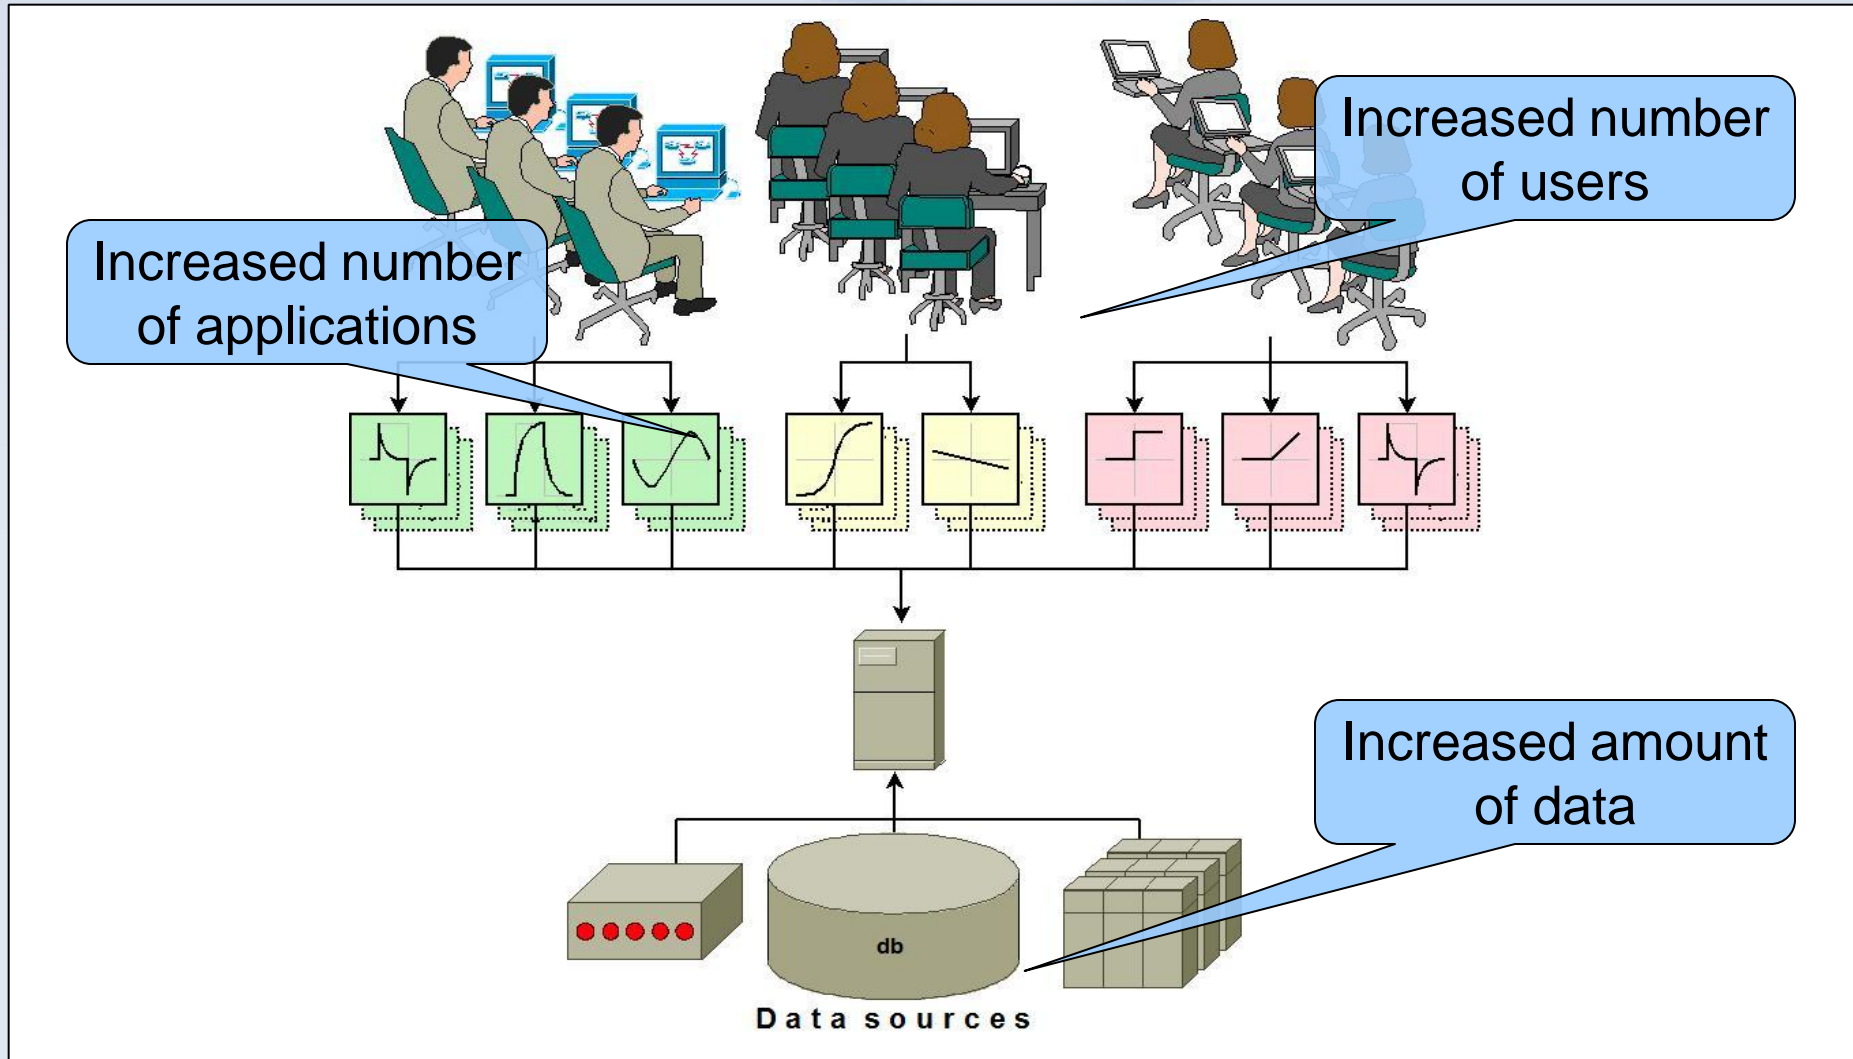 Increased number
of users
Increased number
of applications
Increased amount
of data
db
Data sources